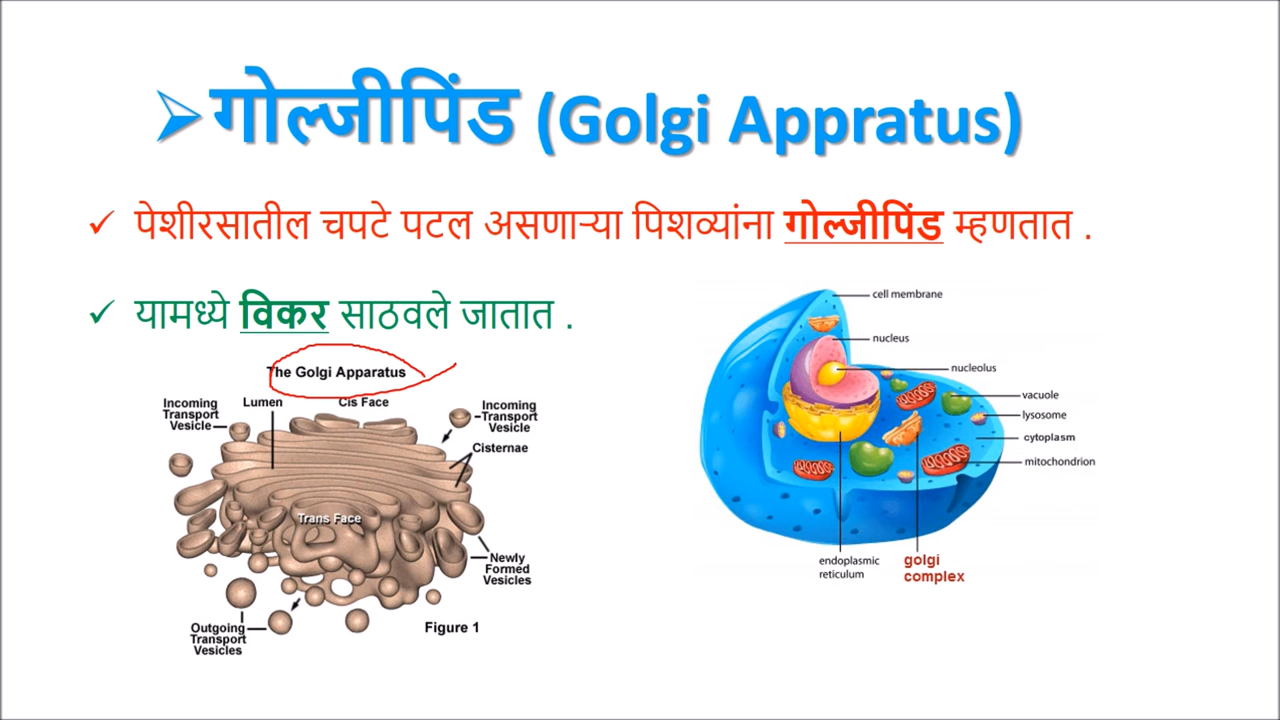 गोल्जीपिंड (Golgi Appratus)
पेशीरसातील चपटे पटल असणाऱ्या पिशव्यांना गोल्जीपिंड म्हणतात .
यामध्ये विकर साठवले जातात .
The Golgi Apparatus
Incoming
Transport
Vesicle
Lumen
Cis Face
Incoming
Transport
Vesicle
Cisternae
Trans Face
Newly
Formed
Vesicles
Outgoing
Transport
Vesicles
Figure 1
cell membrane
nucleus
nucleolus
vacuole
lysosome
cytoplasm
mitochondrion
endoplasmic
reticulum
golgi
complex